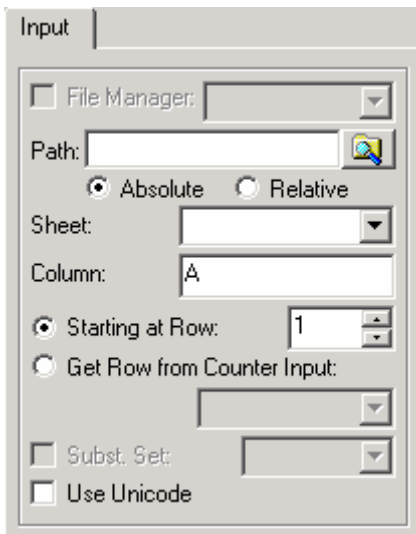 Input
File Manager:
Path:
Absolute Relative
Sheet:
Column: A
Starting at Row: 1
Get Row from Counter Input:
Subst. Set:
Use Unicode